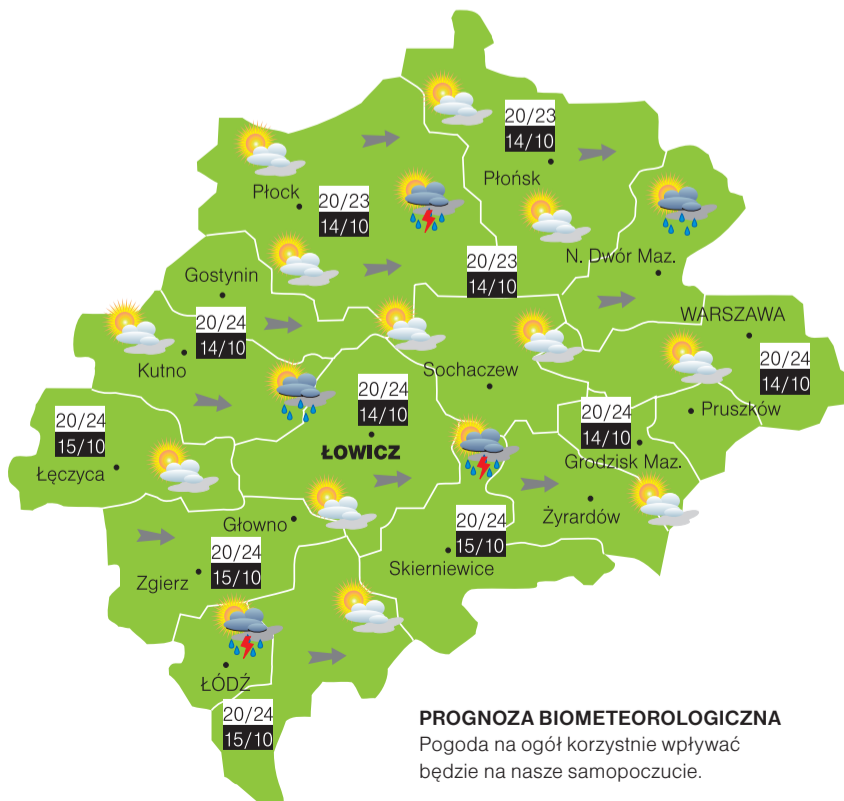 20/23
14/10
Płońsk
Płock
20/23
14/10
N. Dwór Maz.
20/23
14/10
Gostynin
20/24
14/10
Kutno
WARSZAWA
20/24
14/10
Sochaczew
20/24
14/10
ŁOWICZ
Pruszków
20/24
14/10
Grodzisk Maz.
20/24
15/10
Łęczyca
Żyrardów
Głowno
20/24
15/10
Skierniewice
20/24
15/10
Zgierz
ŁÓDŹ
20/24
15/10
PROGNOZA BIOMETEOROLOGICZNA
Pogoda na ogół korzystnie wpływać
będzie na nasze samopoczucie.